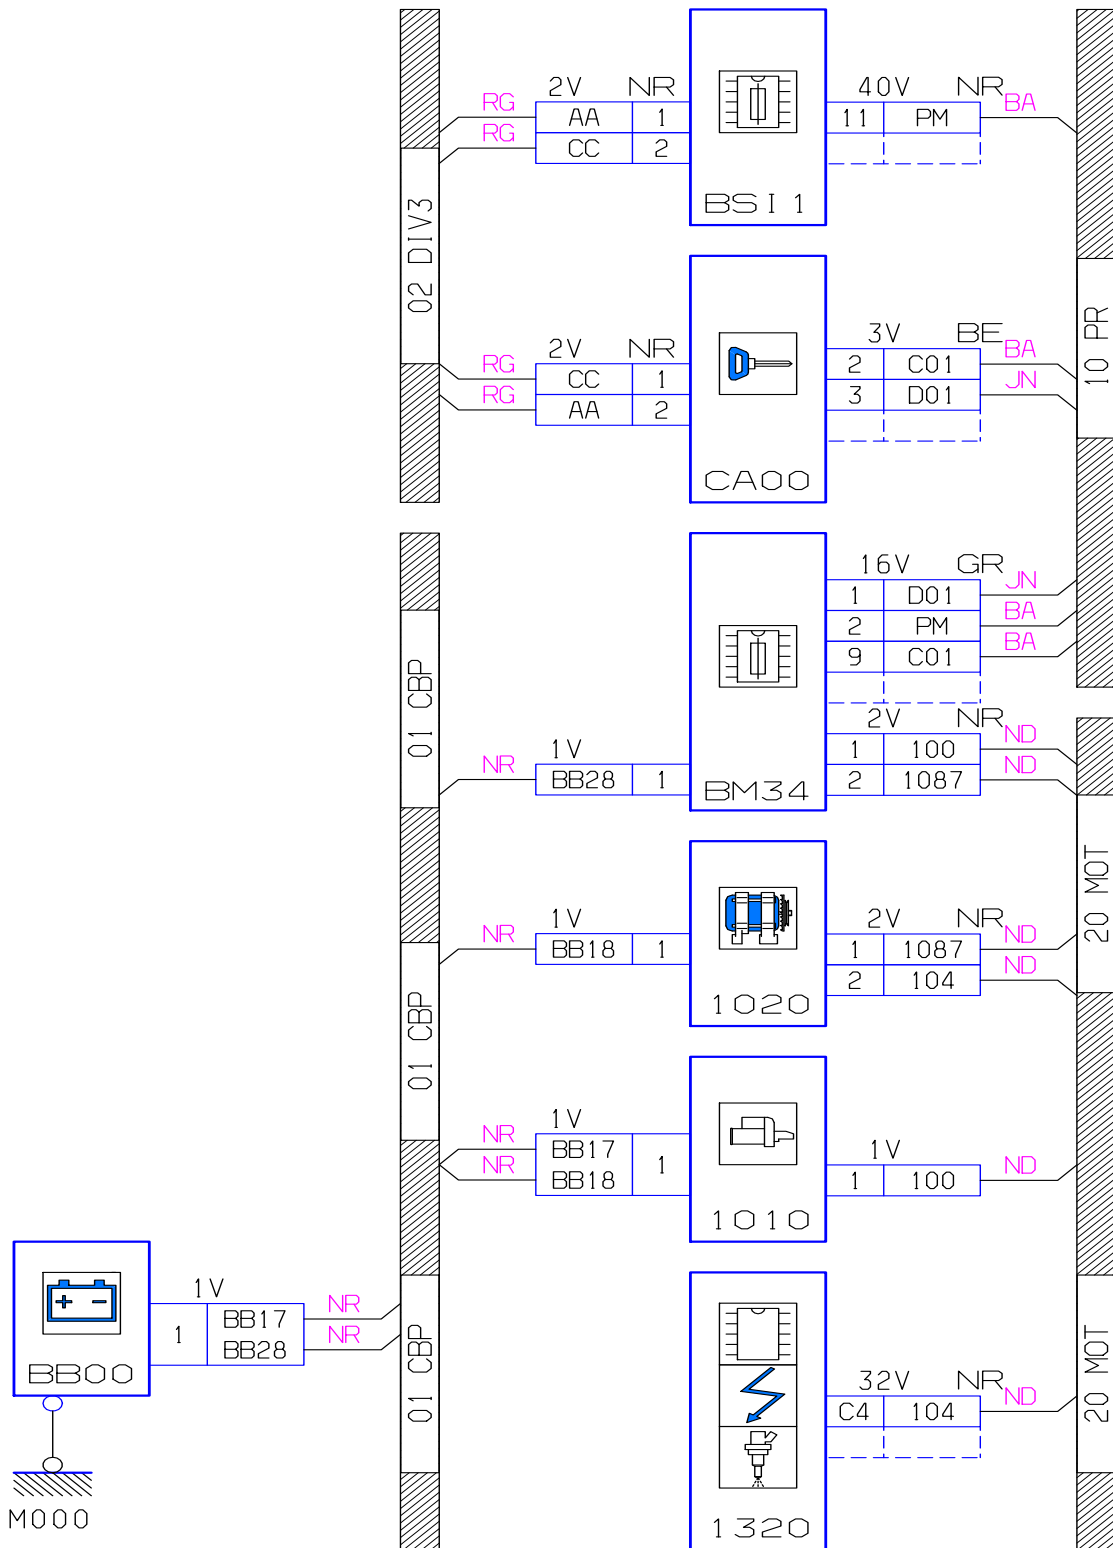 2V NR
RG AA 1
RG CC 2
BSI 1
40V NR
11 PM BA
02 DIV3
2V NR
RG CC 1
RG AA 2
CA00
3V BE
2 C01 BA
3 D01 JN
10 PR
16V GR
1 D01 JN
2 PM BA
9 C01 BA
01 CBP
1V
NR BB28 1
BM34
2V NR
1 100 ND
2 1087 ND
20 MOT
01 CBP
1V
NR BB18 1
1020
2V NR
1 1087 ND
2 104 ND
1V
NR BB17
1
NR BB18
1010
1V
1 100 ND
BB00
1V
1
BB17 NR
BB28 NR
01 CBP
M000
1320
32V NR
C4 104 ND
20 MOT